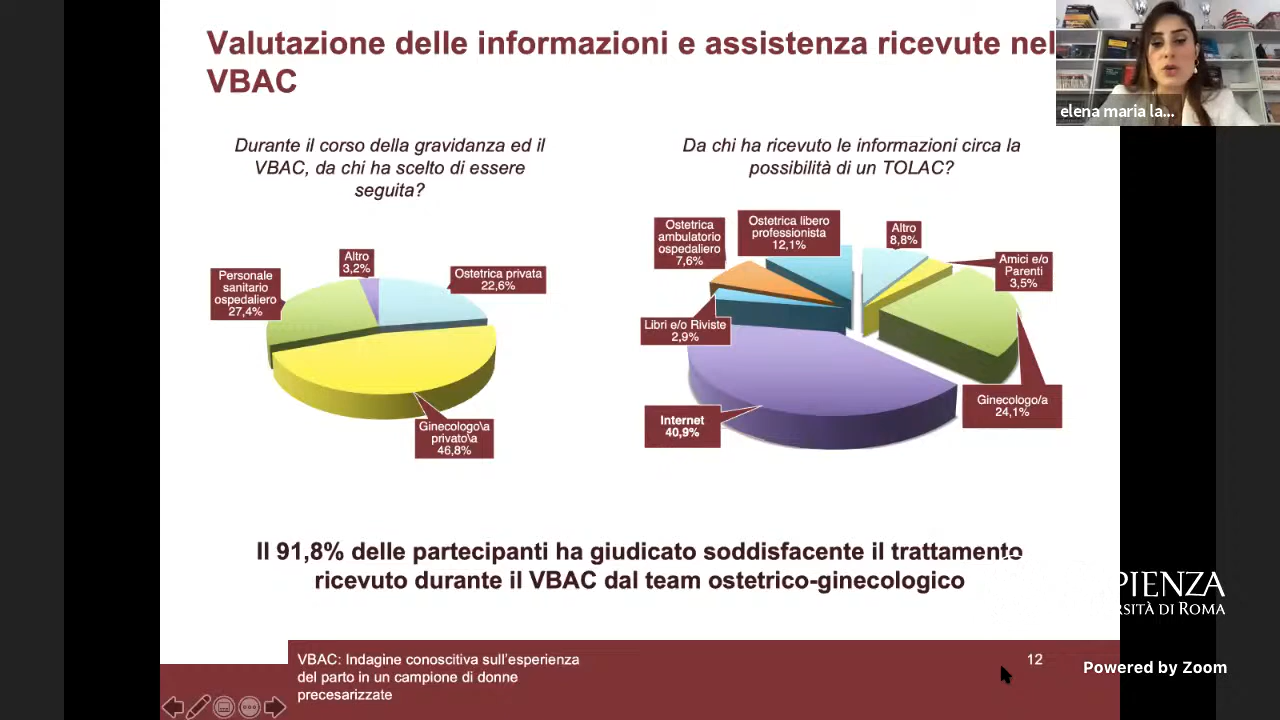 Valutazione delle informazioni e assistenza ricevute nel
VBAC
elena maria la...
Durante il corso della gravidanza ed il
VBAC, da chi ha scelto di essere
seguita?
Altro
3,2%
Personale
sanitario
ospedaliero
27,4%
Ostetrica privata
22,6%
Ginecologo\a
privato\a
46,8%
Da chi ha ricevuto le informazioni circa la
possibilità di un TOLAC?
Ostetrica
ambulatorio
ospedaliero
7,6%
Ostetrica libero
professionista
12,1%
Altro
8,8%
Amici e/o
Parenti
3,5%
Libri e/o Riviste
2,9%
Internet
40,9%
Ginecologo/a
24,1%
Il 91,8% delle partecipanti ha giudicato soddisfacente il trattamento
ricevuto durante il VBAC dal team ostetrico-ginecologico
PIENZA
RSITÀ DI ROMA
VBAC: Indagine conoscitiva sull'esperienza
del parto in un campione di donne
precesarizzate
12
Powered by Zoom